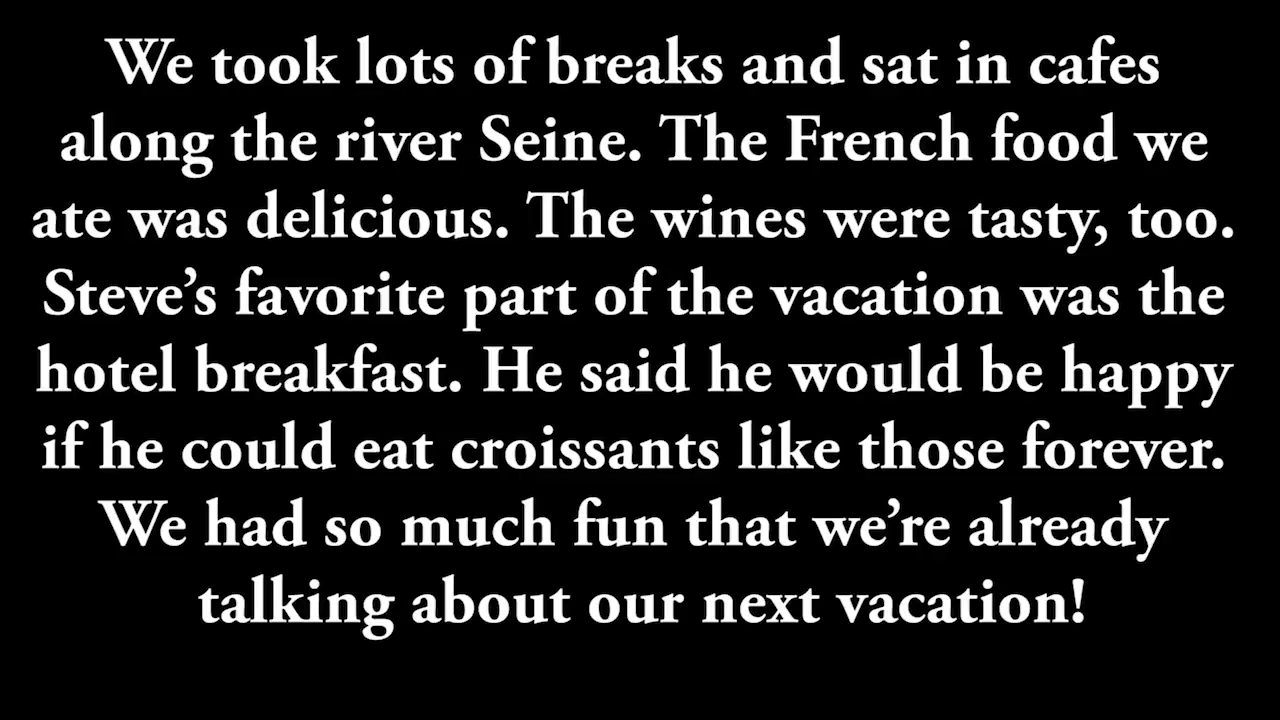 We took lots of breaks and sat in cafes
along the river Seine. The French food we
ate was delicious. The wines were tasty, too.
Steve’s favorite part of the vacation was the
hotel breakfast. He said he would be happy
if he could eat croissants like those forever.
We had so much fun that we’re already
talking about our next vacation!